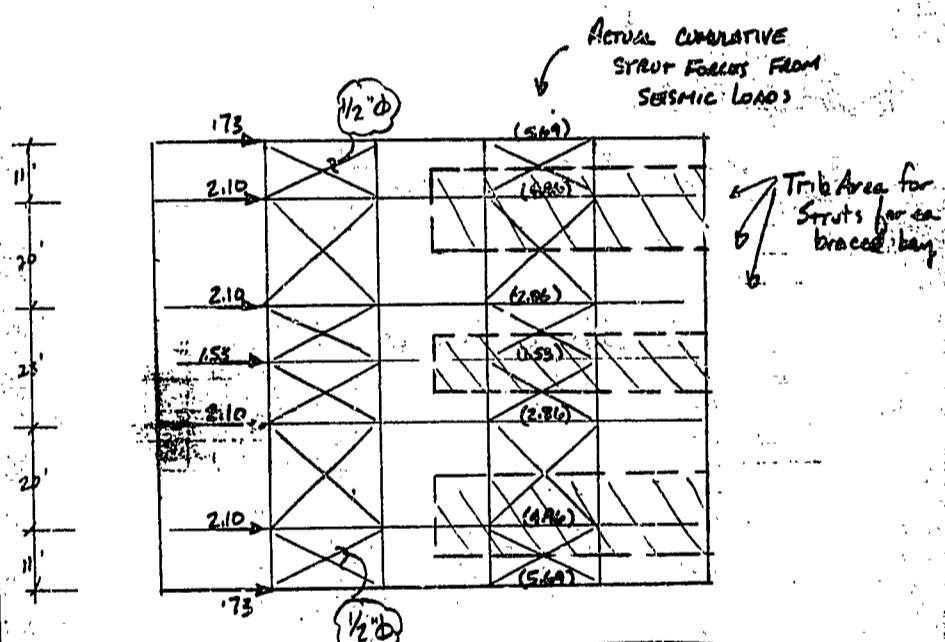 ACTUAL CUMULATIVE
STRUT FORCES FROM
SEISMIC LOADS
1/2"Φ
.73
(5.69)
11'
2.10
(4.86)
Trib Area for
Struts for ea
braced bay
20'
2.10
(2.86)
1.53
(1.53)
23'
2.10
(2.86)
20'
2.10
(4.86)
11'
.73
(5.69)
1/2"Φ